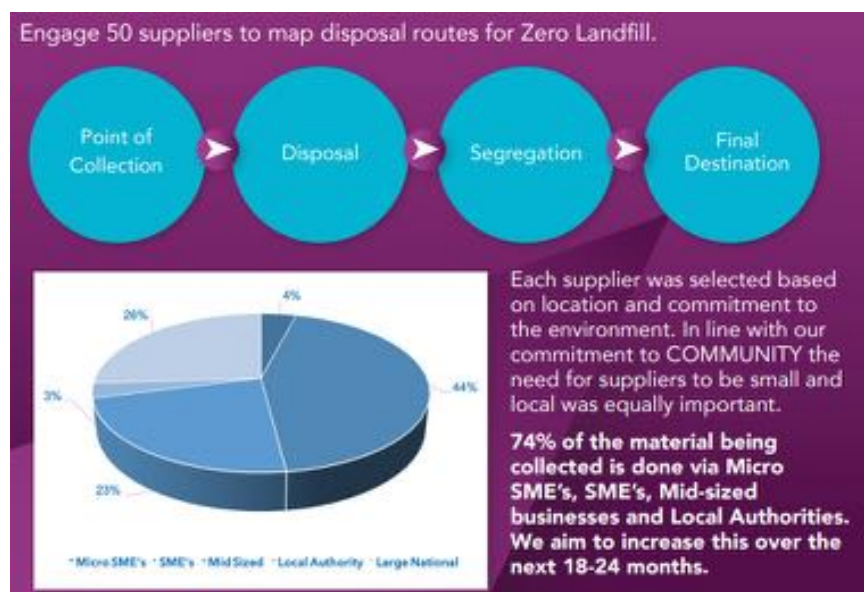 Engage 50 suppliers to map disposal routes for Zero Landfill.
Point of
Collection
Disposal
Segregation
Final
Destination
4%
26%
44%
3%
23%
Micro SME's SME's Mid Sized Local Authority Large National
Each supplier was selected based
on location and commitment to
the environment. In line with our
commitment to COMMUNITY the
need for suppliers to be small and
local was equally important.
74% of the material being
collected is done via Micro
SME's, SME's, Mid-sized
businesses and Local Authorities.
We aim to increase this over the
next 18-24 months.